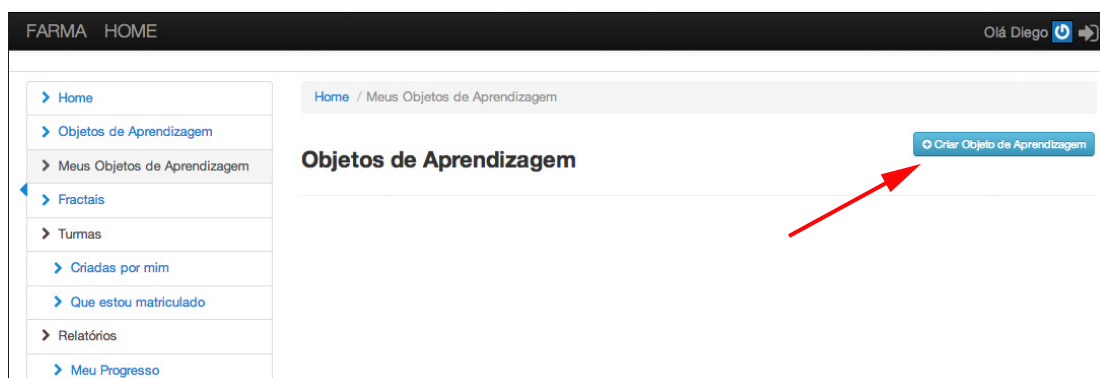 FARMA HOME
Olá Diego
Home
Objetos de Aprendizagem
Meus Objetos de Aprendizagem
Fractais
Turmas
Criadas por mim
Que estou matriculado
Relatórios
Meu Progresso
Home / Meus Objetos de Aprendizagem
Objetos de Aprendizagem
Criar Objeto de Aprendizagem